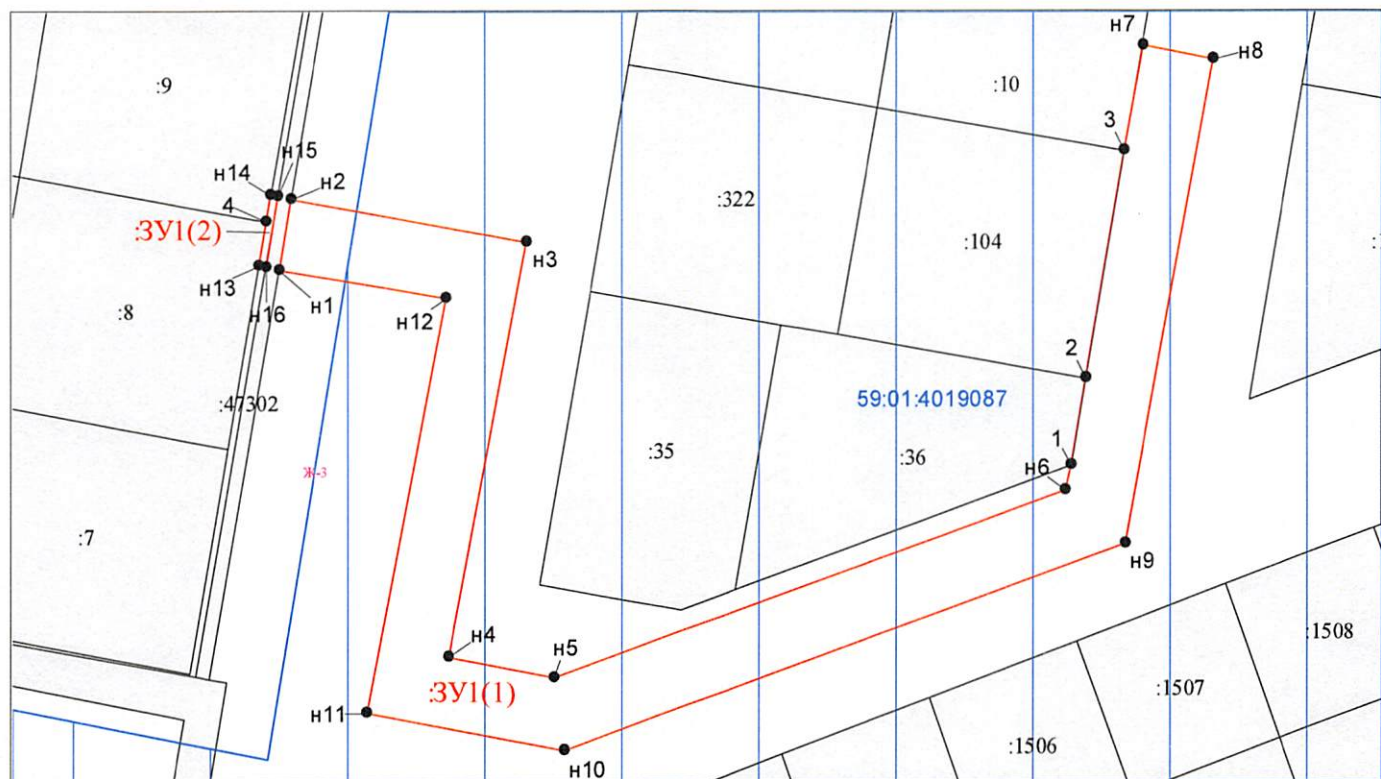 н7
н8
:9
:10
3
н15
н14
н2
4
:322
:ЗУ1(2)
:104
н3
н13
н1
н16
:8
н12
2
59:01:4019087
:47302
1
:35
:36
н6
Ж-3
:7
н9
н4
н5
:1508
:ЗУ1(1)
:1507
н11
:1506
н10